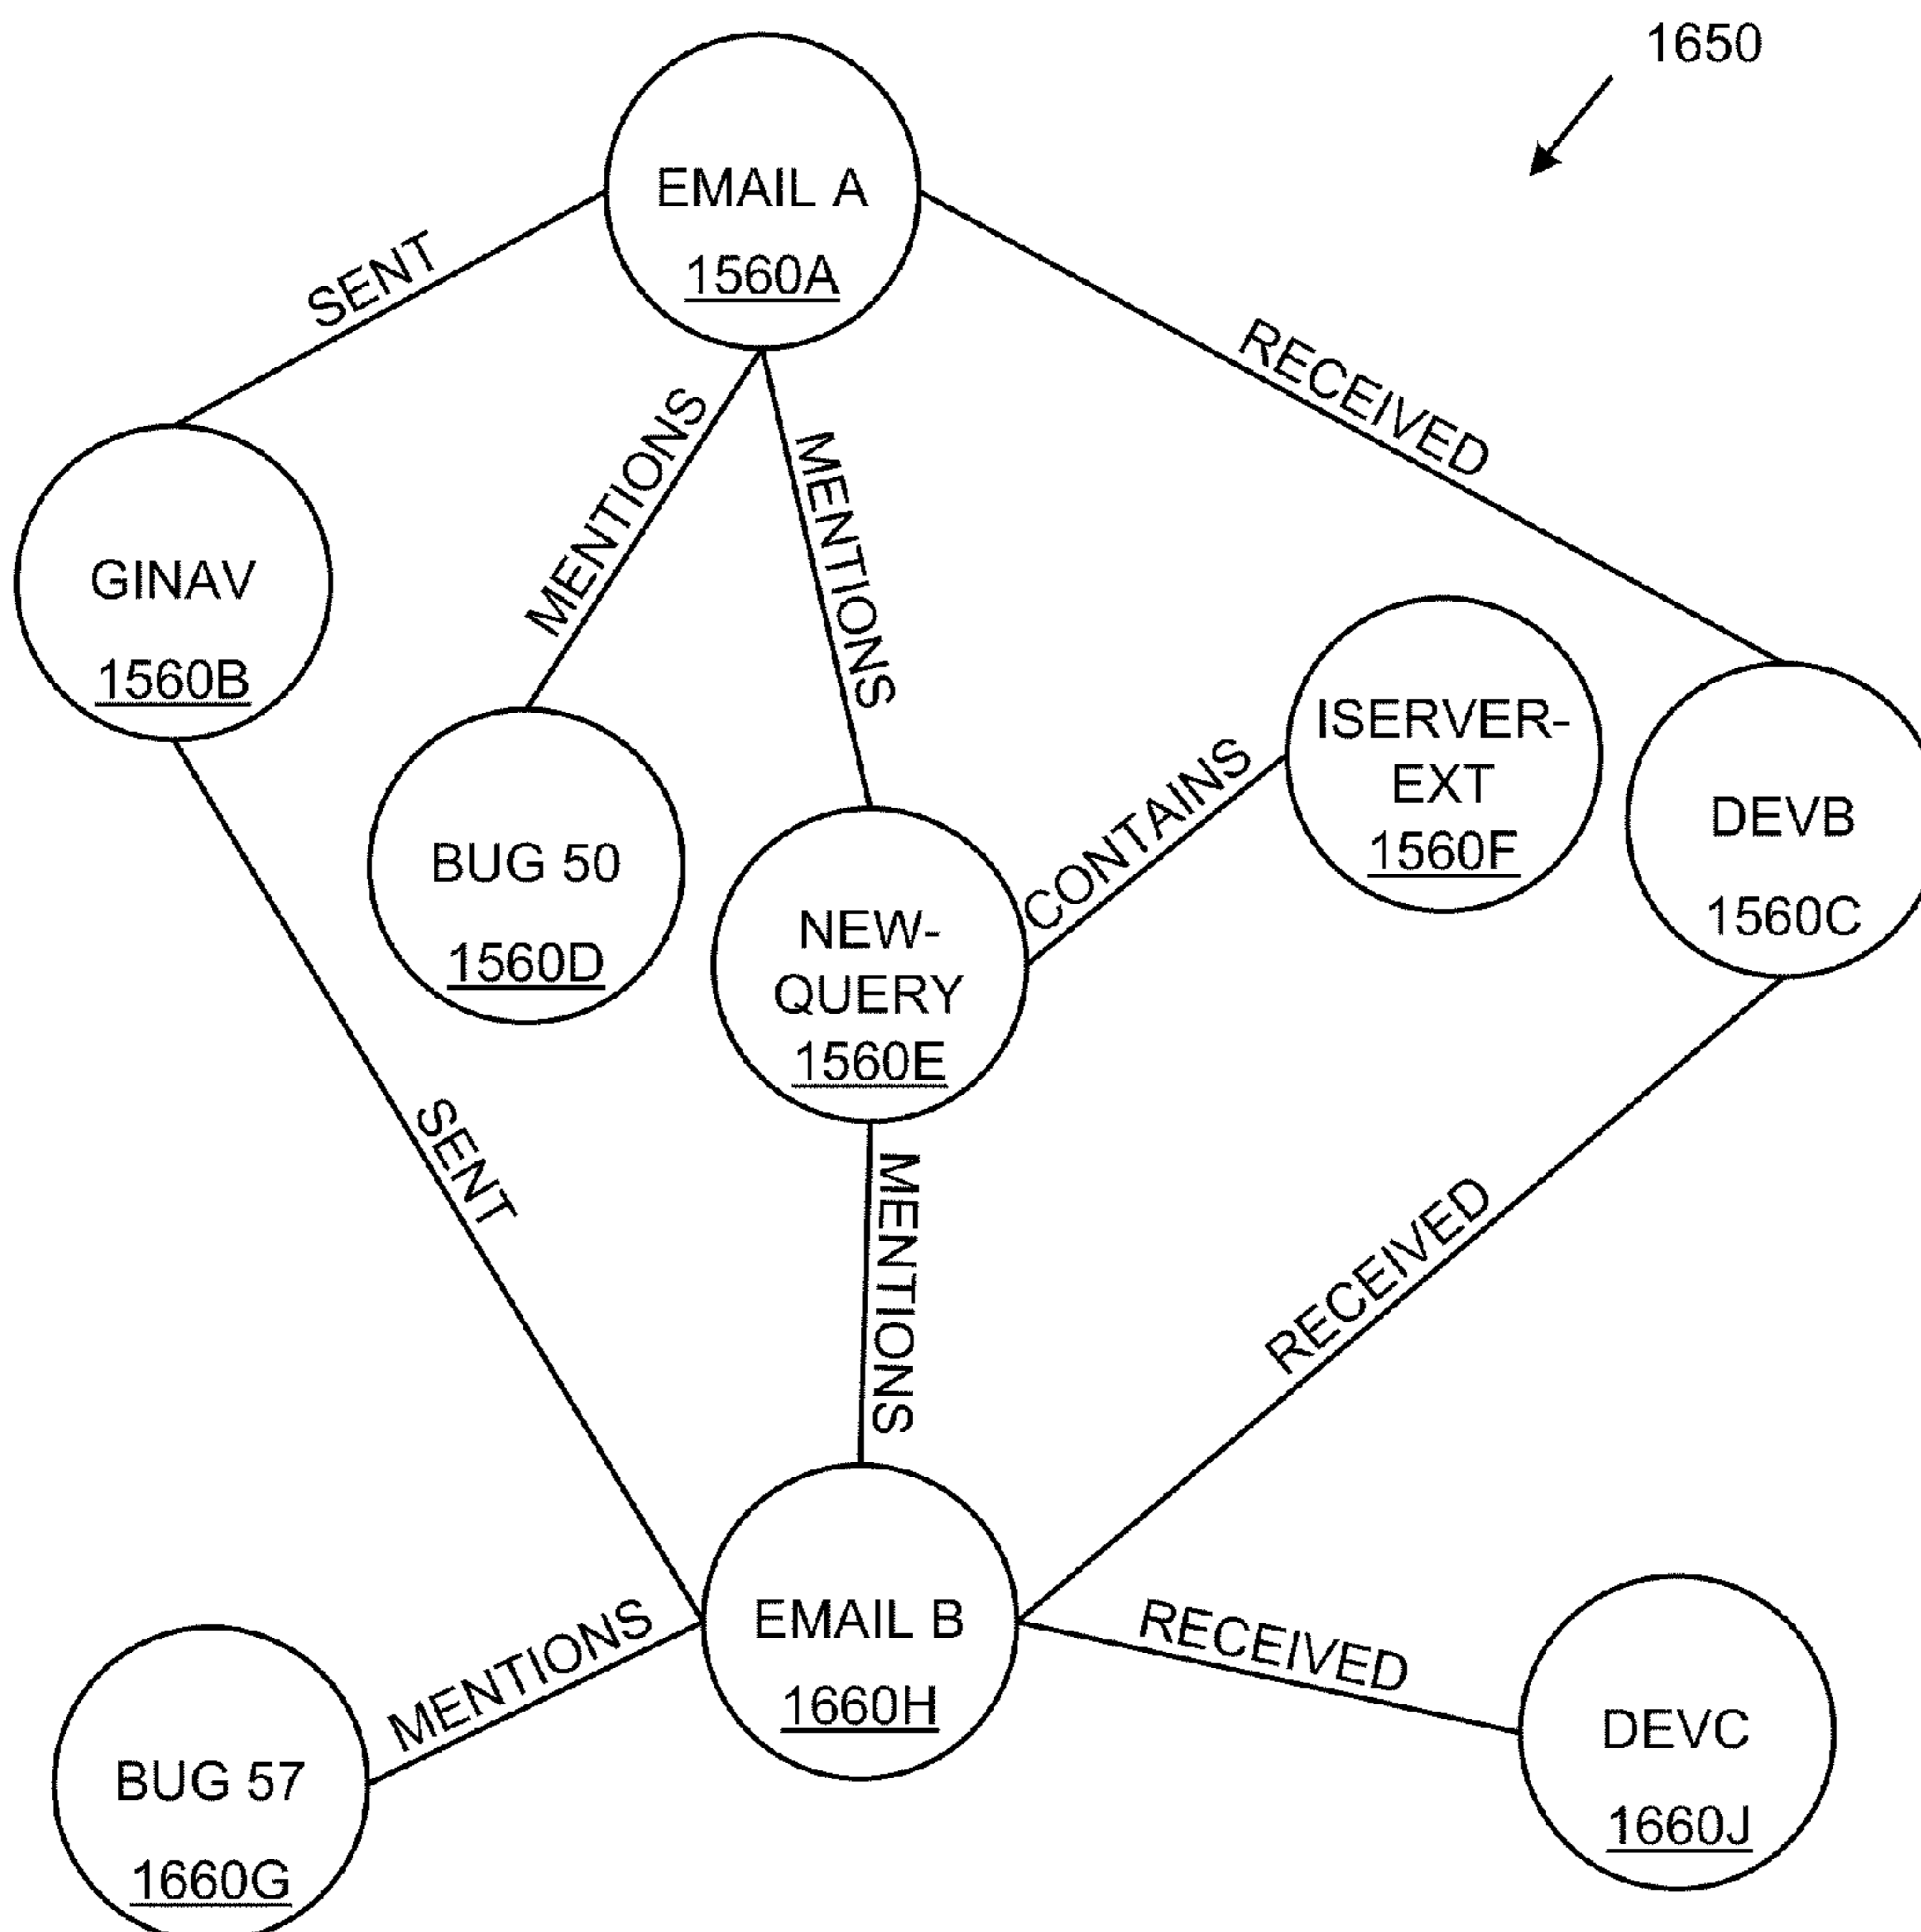 1650
EMAIL A
1560A
SENT
RECEIVED
MENTIONS
MENTIONS
GINAV
1560B
ISERVER-
EXT
1560F
DEVB
1560C
BUG 50
1560D
CONTAINS
NEW-
QUERY
1560E
SENT
MENTIONS
RECEIVED
EMAIL B
1660H
MENTIONS
RECEIVED
BUG 57
1660G
DEVC
1660J